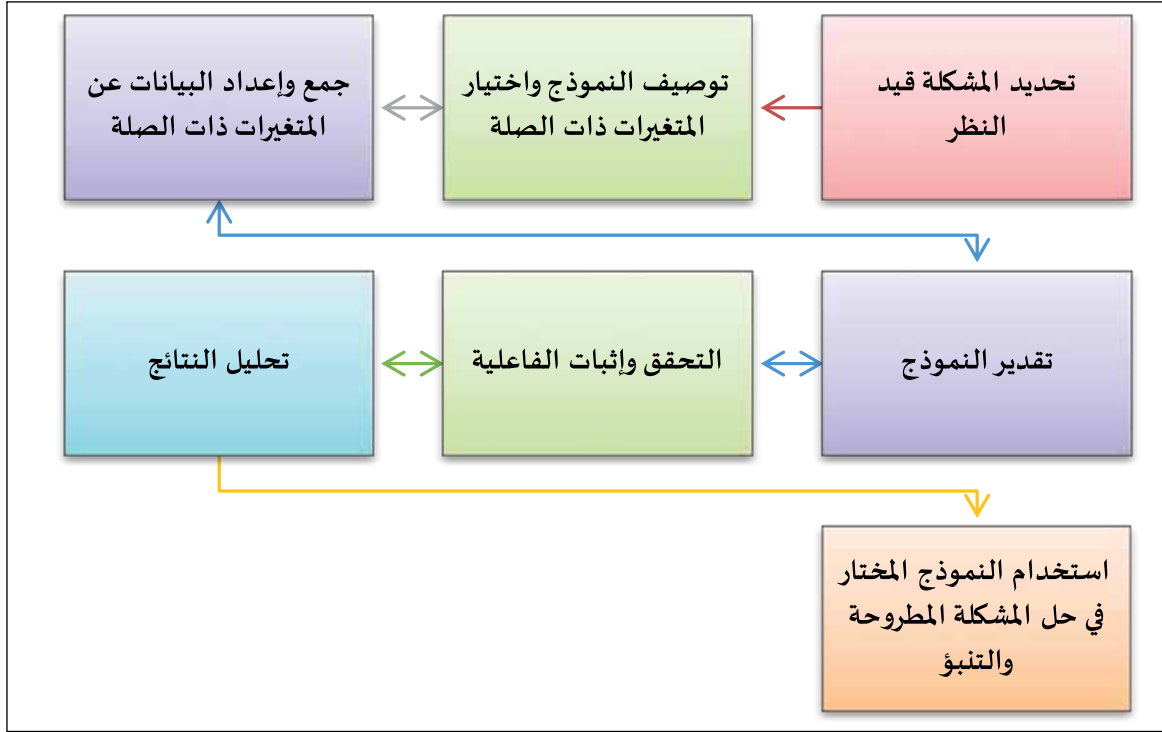 تحديد المشكلة قيد
النظر
توصيف النموذج واختيار
المتغيرات ذات الصلة
جمع وإعداد البيانات عن
المتغيرات ذات الصلة
تقدير النموذج
التحقق وإثبات الفاعلية
تحليل النتائج
استخدام النموذج المختار
في حل المشكلة المطروحة
والتنبؤ